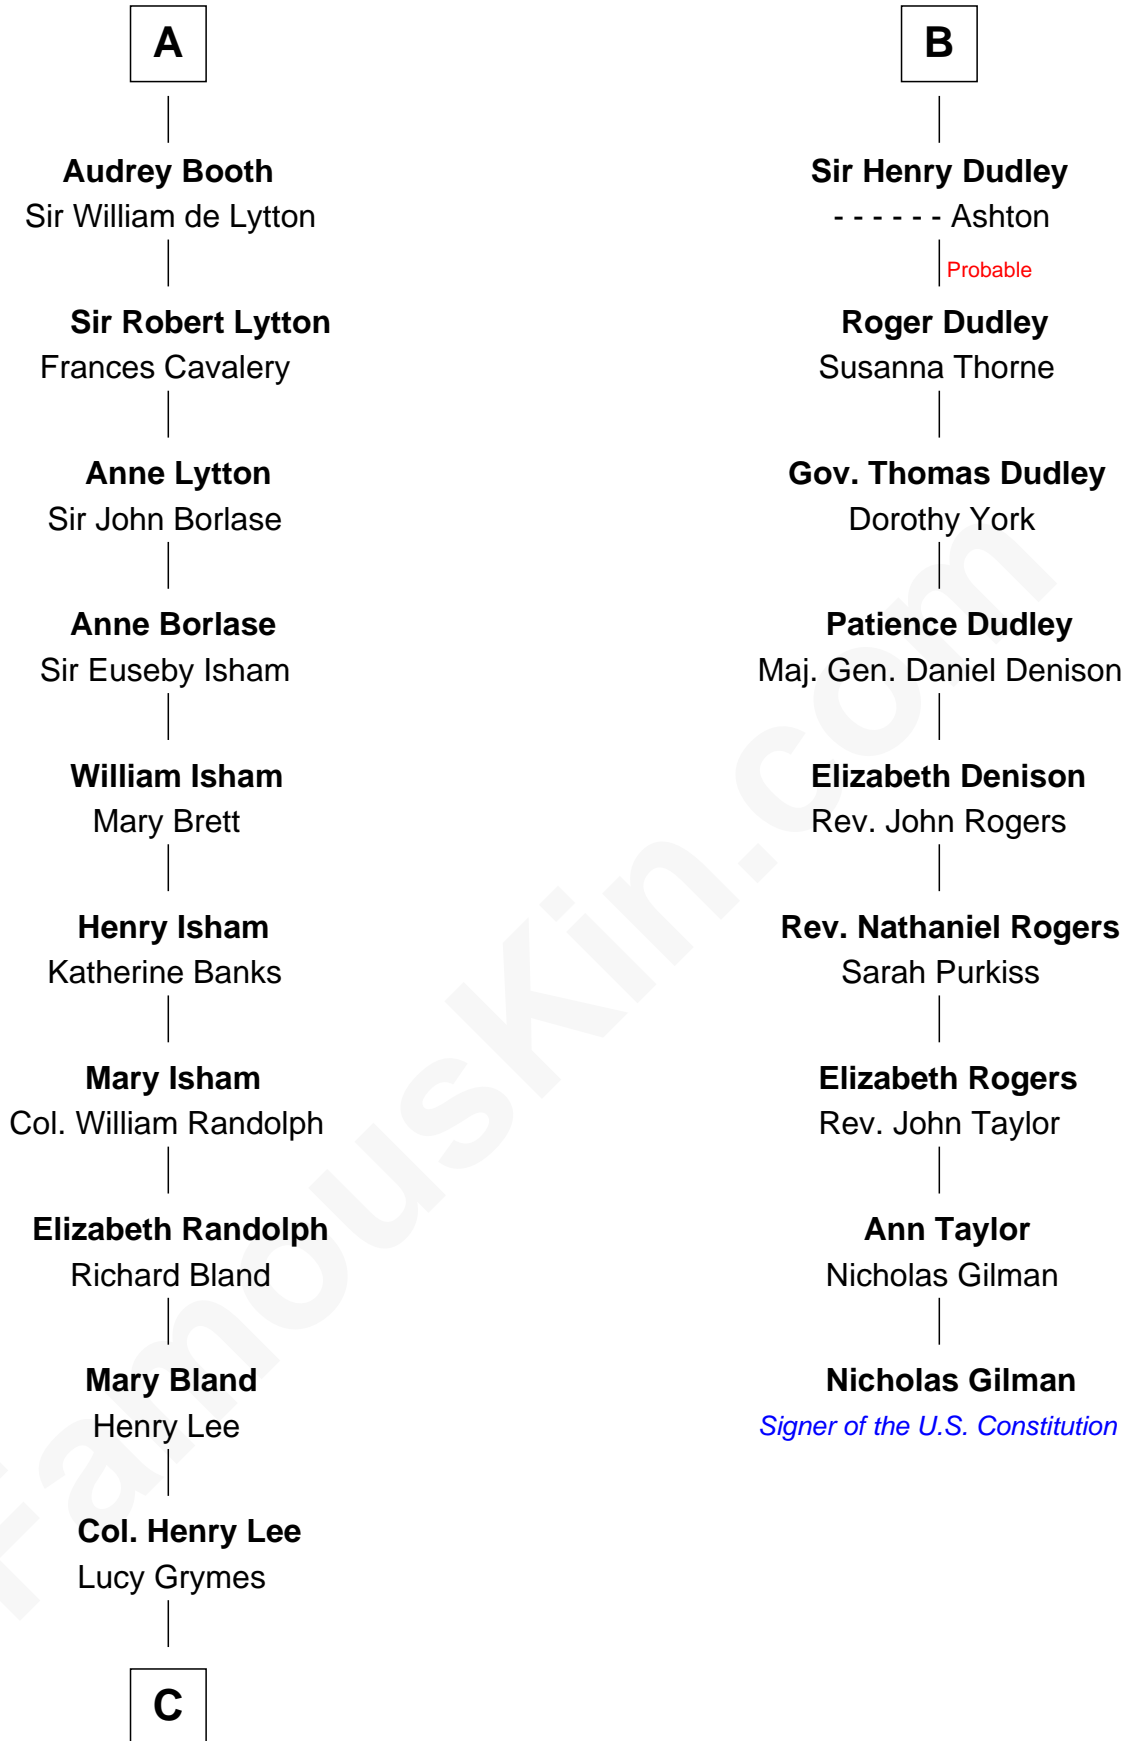 A
Audrey Booth
Sir William de Lytton
Sir Robert Lytton
Frances Cavalery
Anne Lytton
Sir John Borlase
Anne Borlase
Sir Euseby Isham
William Isham
Mary Brett
Henry Isham
Katherine Banks
Mary Isham
Col. William Randolph
Elizabeth Randolph
Richard Bland
Mary Bland
Henry Lee
Col. Henry Lee
Lucy Grymes
C
B
Sir Henry Dudley
- - - - - - Ashton
Probable
Roger Dudley
Susanna Thorne
Gov. Thomas Dudley
Dorothy York
Patience Dudley
Maj. Gen. Daniel Denison
Elizabeth Denison
Rev. John Rogers
Rev. Nathaniel Rogers
Sarah Purkiss
Elizabeth Rogers
Rev. John Taylor
Ann Taylor
Nicholas Gilman
Nicholas Gilman
Signer of the U.S. Constitution
FamousKin.com